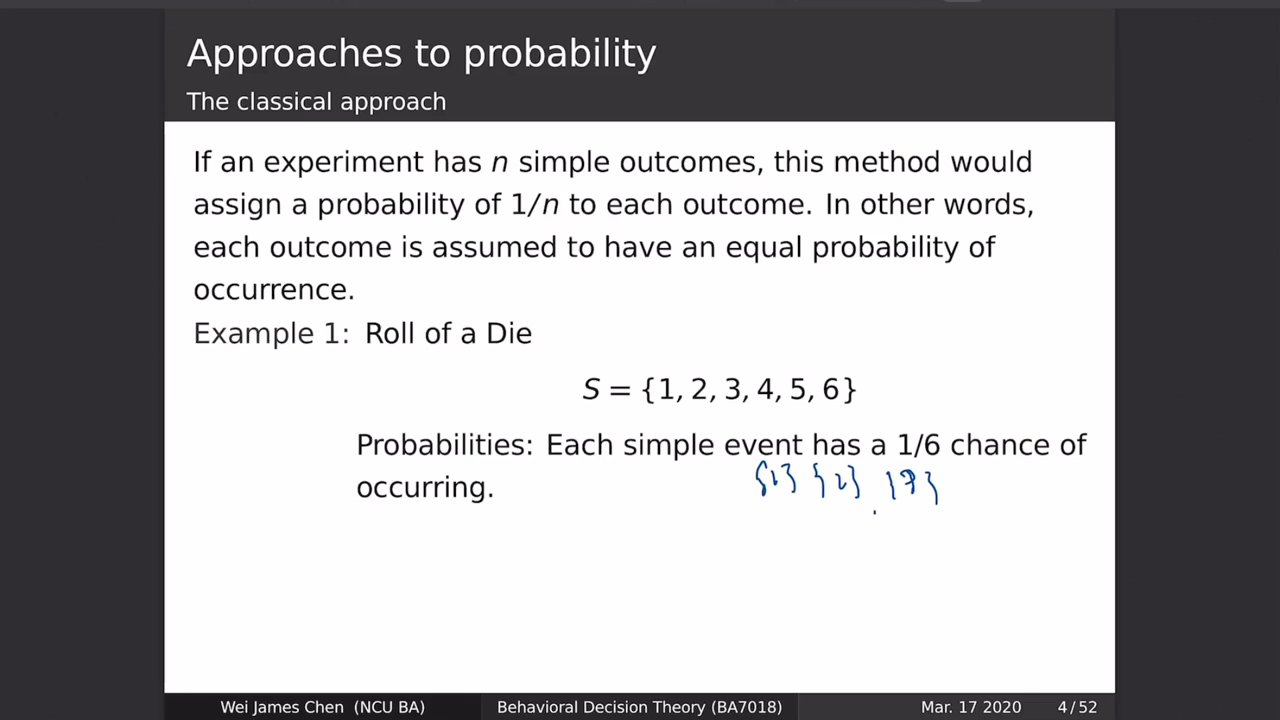 Approaches to probability
The classical approach
If an experiment has n simple outcomes, this method would
assign a probability of 1/n to each outcome. In other words,
each outcome is assumed to have an equal probability of
occurrence.
Example 1: Roll of a Die
S = {1, 2, 3, 4, 5, 6}
Probabilities: Each simple event has a 1/6 chance of
occurring.
{1} {2}
Wei James Chen (NCU BA) Behavioral Decision Theory (BA7018) Mar. 17 2020 4 / 52